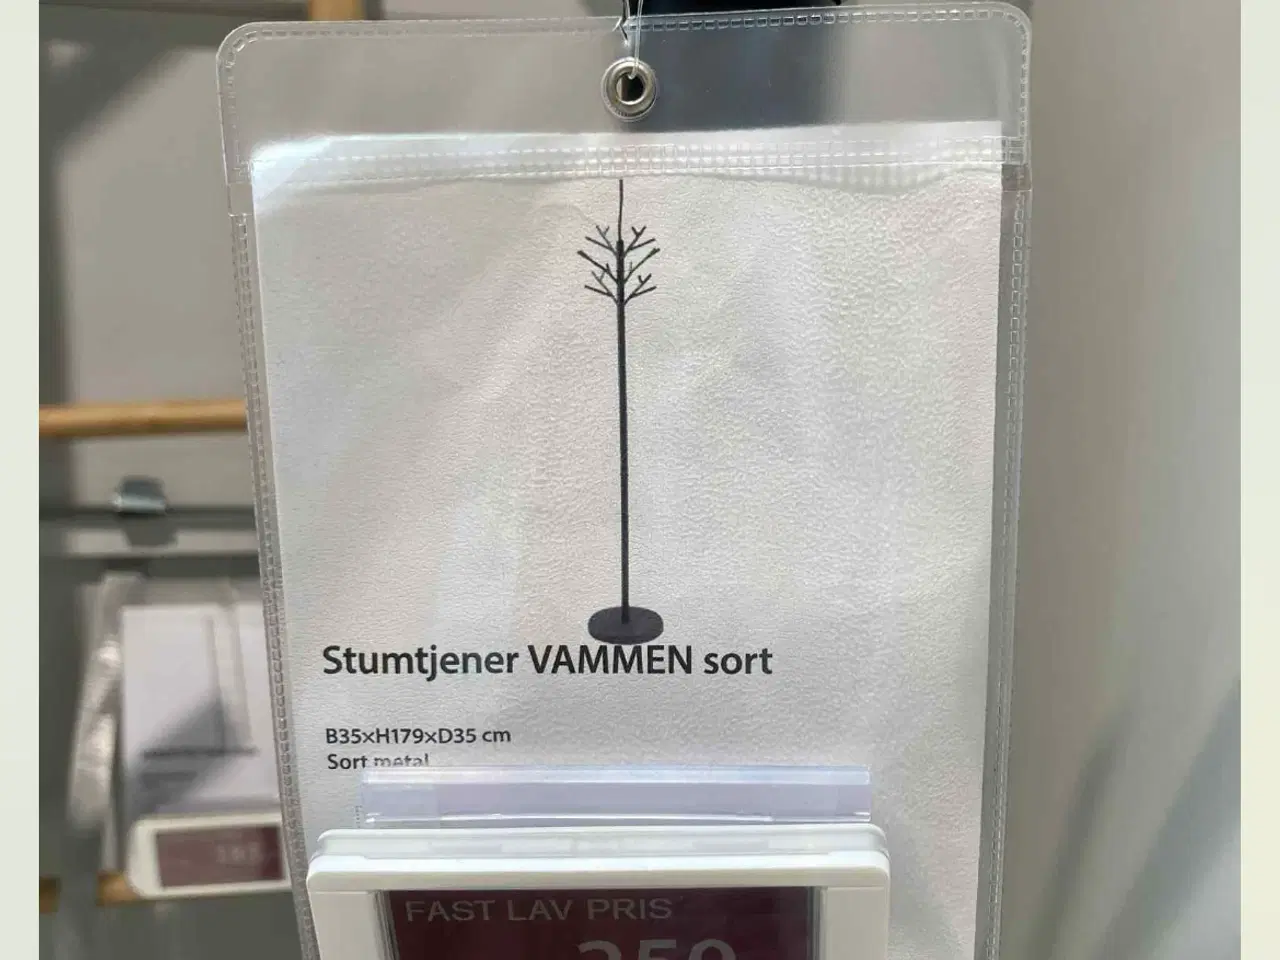 Stumtjener VAMMEN sort
B35×H179×D35 cm
Sort metal
FAST LAV PRIS